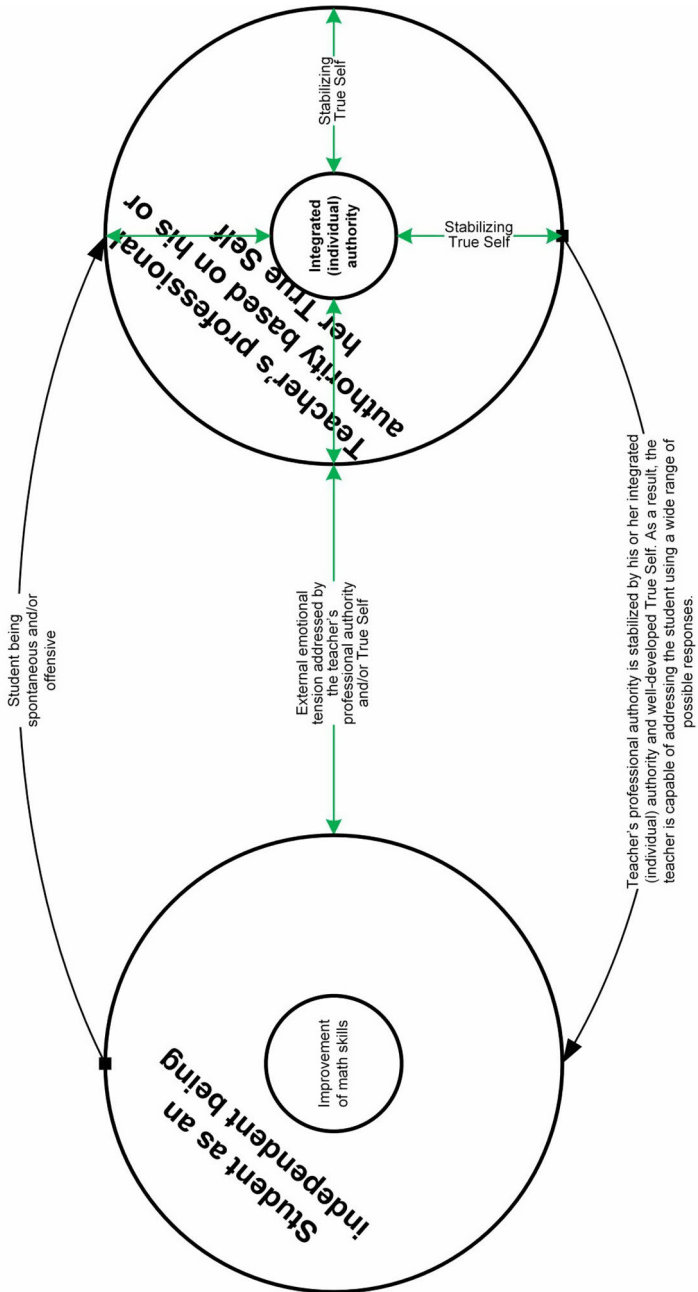 Student being
spontaneous and/or
offensive
Student as an
independent being
Improvement
of math skills
External emotional
tension addressed by
the teacher's
professional authority
and/or True Self
Teacher's professional
authority based on his or
her True Self
Integrated
(individual)
authority
Stabilizing
True Self
Stabilizing
True Self
Teacher's professional authority is stabilized by his or her integrated
(individual) authority and well-developed True Self. As a result, the
teacher is capable of addressing the student using a wide range of
possible responses.